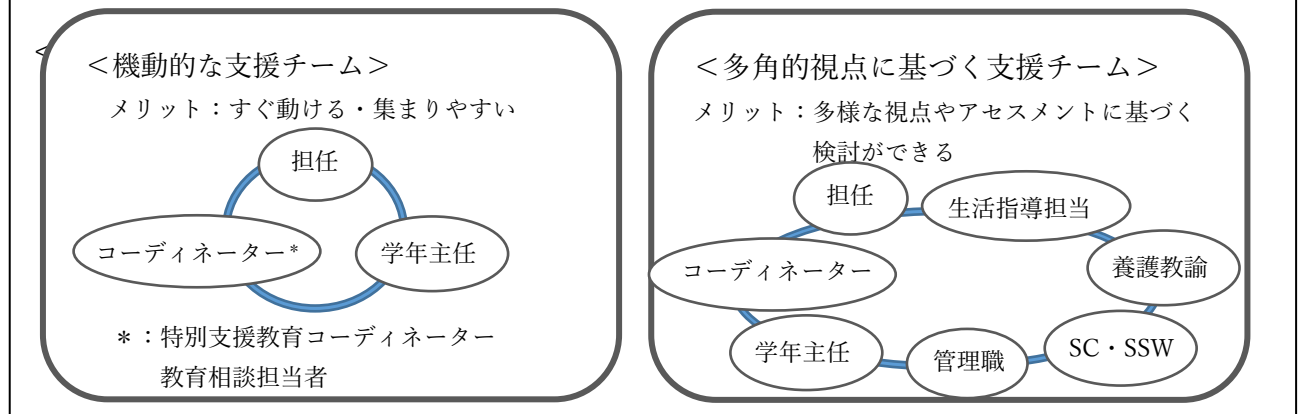 ＜機動的な支援チーム＞
メリット：すぐ動ける・集まりやすい
担任
コーディネーター*
学年主任
＊：特別支援教育コーディネーター
教育相談担当者
＜多角的視点に基づく支援チーム＞
メリット：多様な視点やアセスメントに基づく
検討ができる
担任
生活指導担当
コーディネーター
養護教諭
学年主任
管理職
SC・SSW